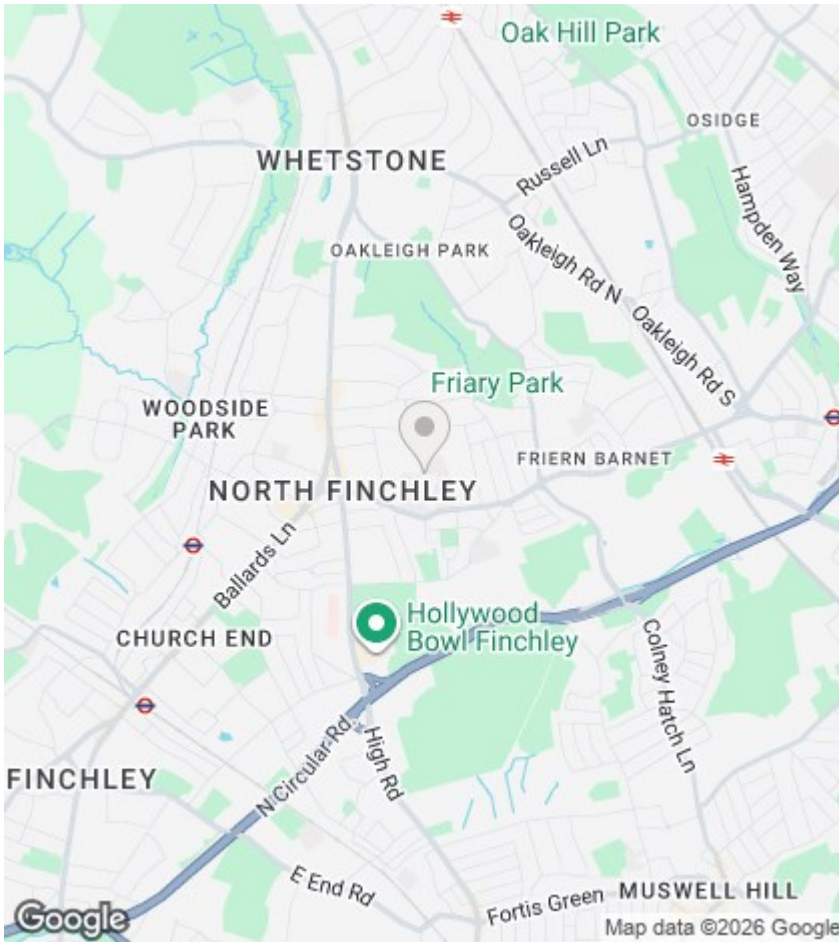 Oak Hill Park
OSIDGE
WHETSTONE
Russell Ln
Hampden Way
OAKLEIGH PARK
Oakleigh Rd N
Oakleigh Rd S
Friary Park
WOODSIDE
PARK
FRIERN BARNET
NORTH FINCHLEY
Ballards Ln
Hollywood
Bowl Finchley
CHURCH END
Colney Hatch Ln
N Circular Rd
High Rd
FINCHLEY
E End Rd
Fortis Green
MUSWELL HILL
Google
Map data ©2026 Google